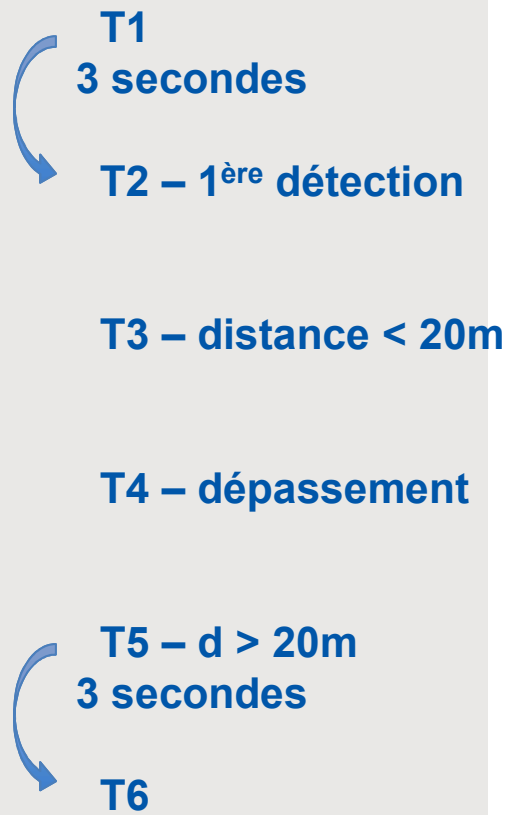 T1
3 secondes
T2 – 1ère détection
T3 – distance < 20m
T4 – dépassement
T5 – d > 20m
3 secondes
T6